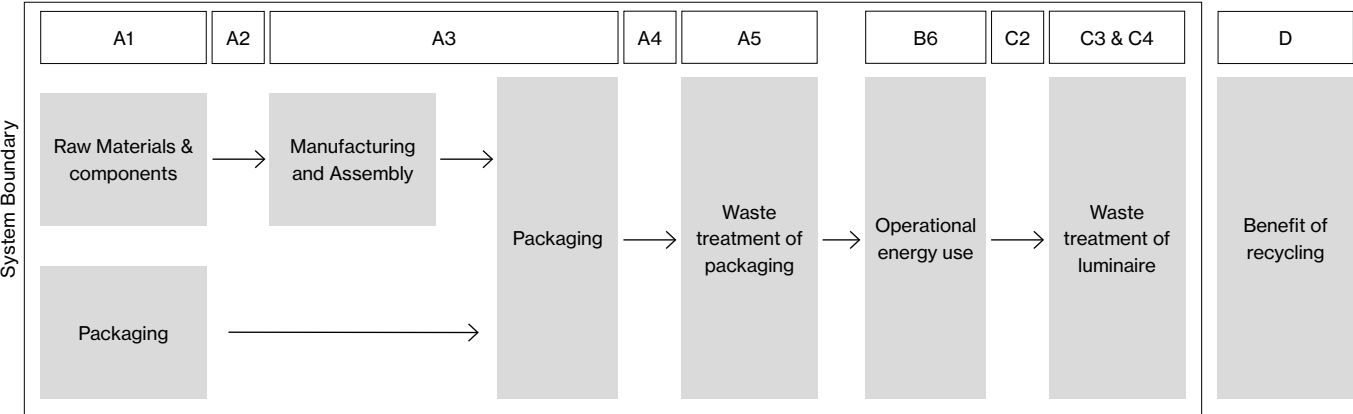 System Boundary
A1
A2
A3
A4
A5
B6
C2
C3 & C4
D
Raw Materials &
components
Manufacturing
and Assembly
Packaging
Packaging
Waste
treatment of
packaging
Operational
energy use
Waste
treatment of
luminaire
Benefit of
recycling